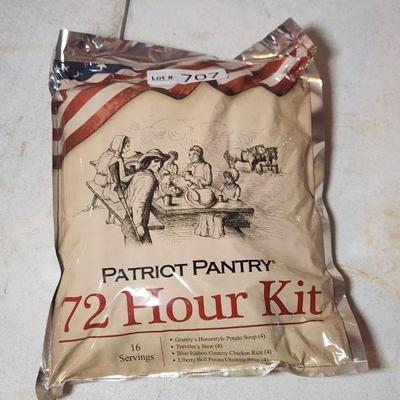 Lot # 707
PATRIOT PANTRY®
72 Hour Kit
16
Servings
• Granny's Homestyle Potato Soup (4)
• Traveler's Stew (4)
• Blue Ribbon Creamy Chicken Rice (4)
• Liberty Bell Potato Cheddar Soup (4)